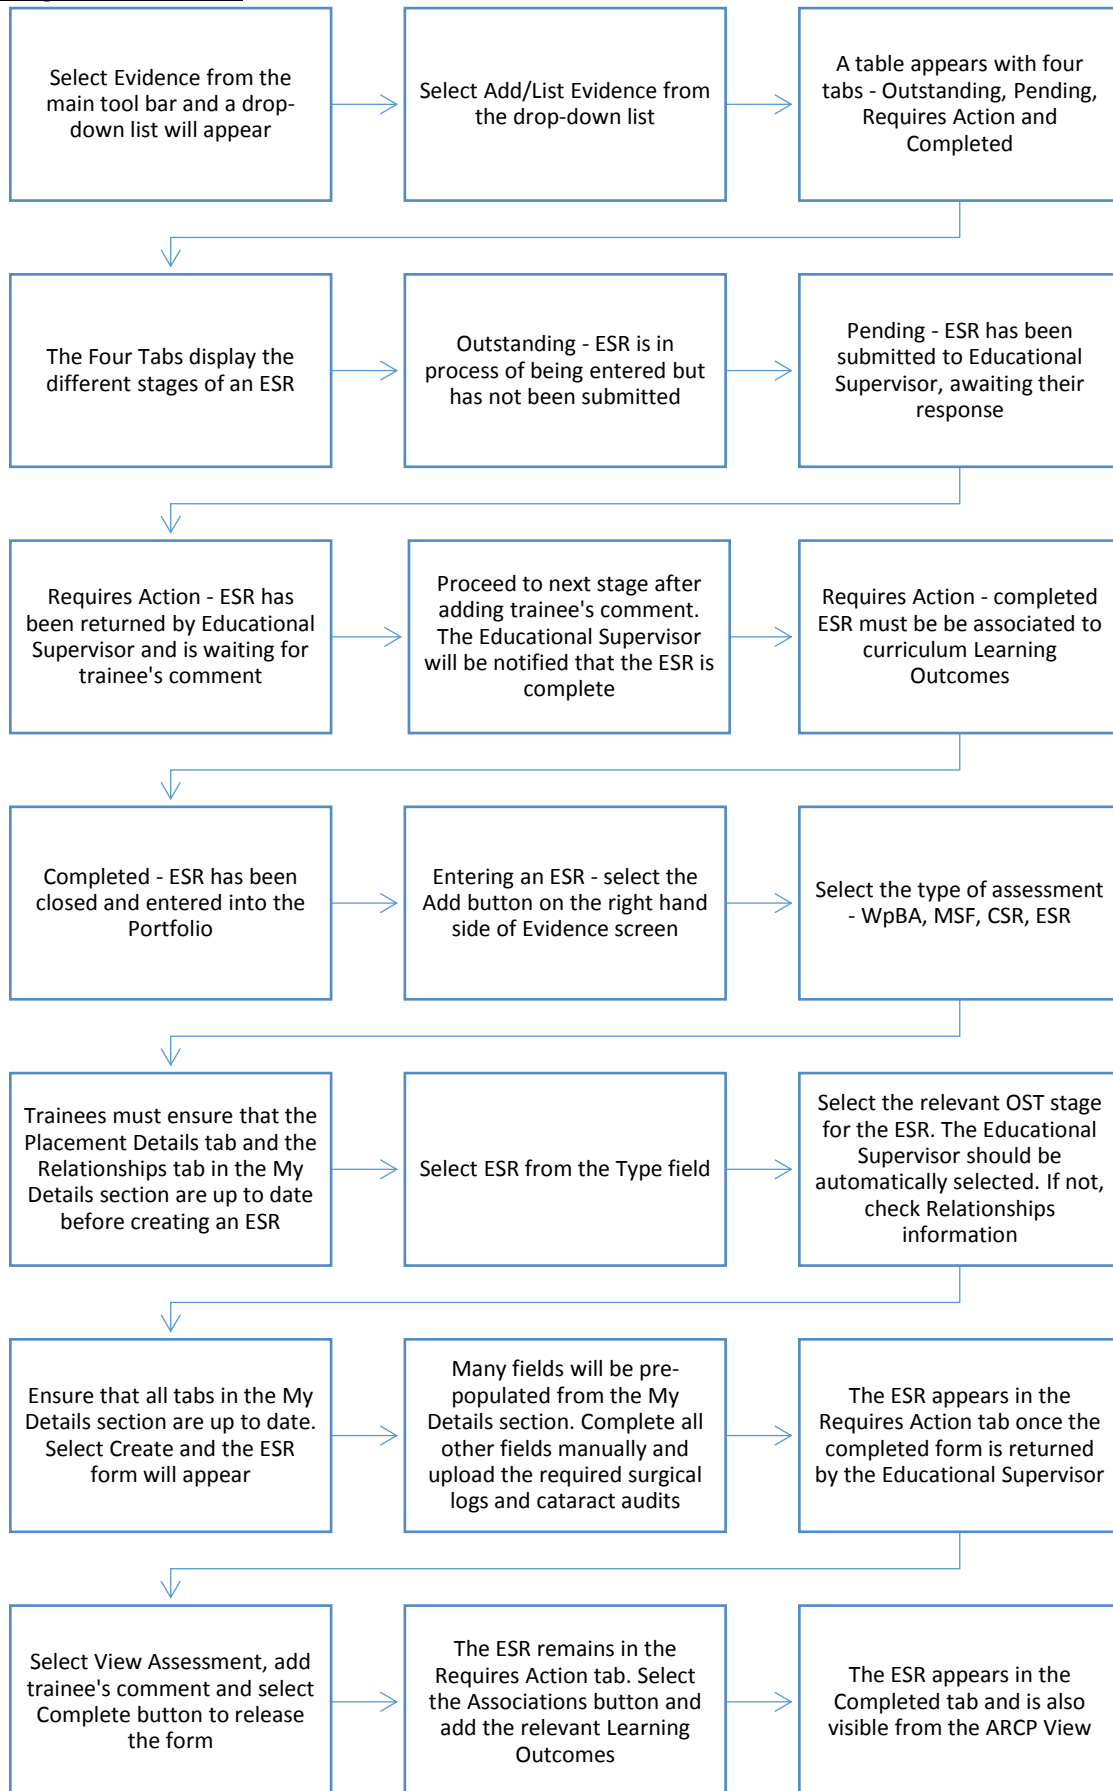 Select Evidence from the
main tool bar and a drop-
down list will appear
Select Add/List Evidence from
the drop-down list
A table appears with four
tabs - Outstanding, Pending,
Requires Action and
Completed
The Four Tabs display the
different stages of an ESR
Outstanding - ESR is in
process of being entered but
has not been submitted
Pending - ESR has been
submitted to Educational
Supervisor, awaiting their
response
Requires Action - ESR has
been returned by Educational
Supervisor and is waiting for
trainee's comment
Proceed to next stage after
adding trainee's comment.
The Educational Supervisor
will be notified that the ESR is
complete
Requires Action - completed
ESR must be be associated to
curriculum Learning
Outcomes
Completed - ESR has been
closed and entered into the
Portfolio
Entering an ESR - select the
Add button on the right hand
side of Evidence screen
Select the type of assessment
- WpBA, MSF, CSR, ESR
Trainees must ensure that the
Placement Details tab and the
Relationships tab in the My
Details section are up to date
before creating an ESR
Select ESR from the Type field
Select the relevant OST stage
for the ESR. The Educational
Supervisor should be
automatically selected. If not,
check Relationships
information
Ensure that all tabs in the My
Details section are up to date.
Select Create and the ESR
form will appear
Many fields will be pre-
populated from the My
Details section. Complete all
other fields manually and
upload the required surgical
logs and cataract audits
The ESR appears in the
Requires Action tab once the
completed form is returned
by the Educational Supervisor
Select View Assessment, add
trainee's comment and select
Complete button to release
the form
The ESR remains in the
Requires Action tab. Select
the Associations button and
add the relevant Learning
Outcomes
The ESR appears in the
Completed tab and is also
visible from the ARCP View